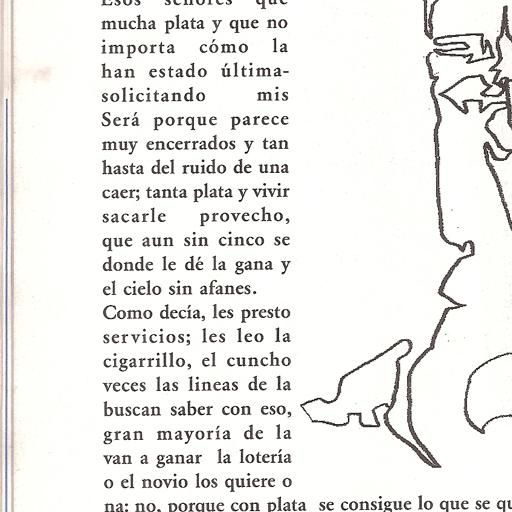 Esos señores que
mucha plata y que no
importa cómo la
han estado última-
solicitando mis
Será porque parece
muy encerrados y tan
hasta del ruido de una
caer; tanta plata y vivir
sacarle provecho,
que aun sin cinco se
donde le dé la gana y
el cielo sin afanes.
Como decía, les presto
servicios; les leo la
cigarrillo, el cuncho
veces las lineas de la
buscan saber con eso,
gran mayoría de la
van a ganar la lotería
o el novio los quiere o
na: no, porque con plata se consigue lo que se qu